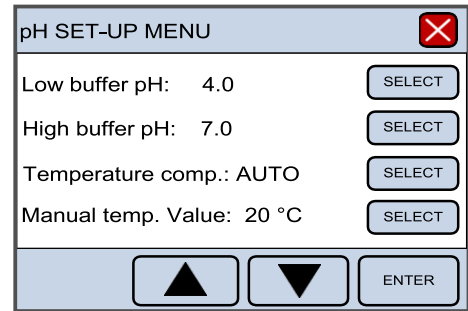 pH SET-UP MENU
Low buffer pH: 4.0 SELECT
High buffer pH: 7.0 SELECT
Temperature comp.: AUTO SELECT
Manual temp. Value: 20 °C SELECT
ENTER